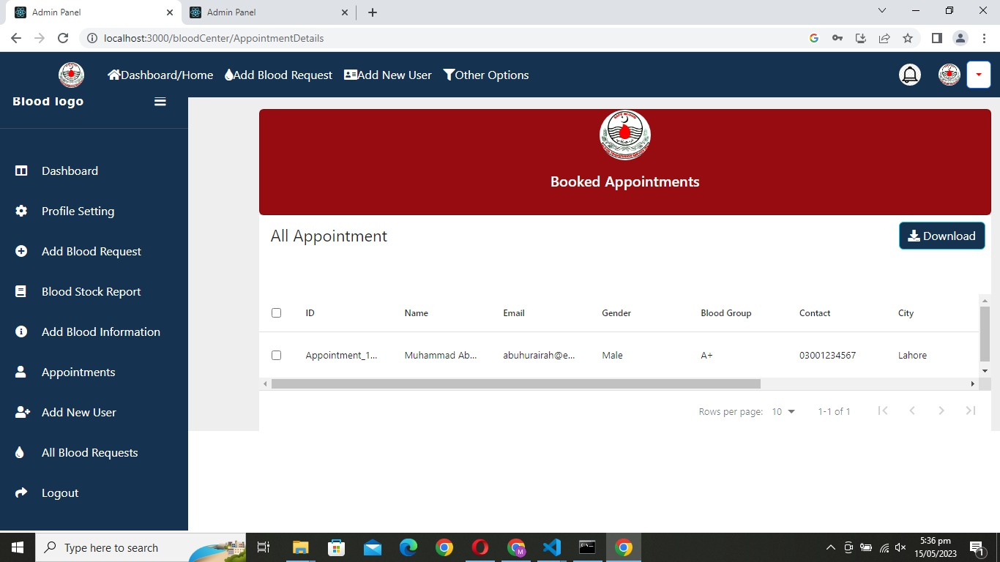 Admin Panel
Admin Panel
localhost:3000/bloodCenter/AppointmentDetails
Dashboard/Home Add Blood Request Add New User Other Options
Blood logo
Dashboard
Profile Setting
Add Blood Request
Blood Stock Report
Add Blood Information
Appointments
Add New User
All Blood Requests
Logout
SAFE BLOOD
Booked Appointments
All Appointment
Download
ID Name Email Gender Blood Group Contact City
Appointment_1... Muhammad Ab... abuhurairah@e... Male A+ 03001234567 Lahore
Rows per page: 10 1-1 of 1
Type here to search
M
5:36 pm
15/05/2023
1